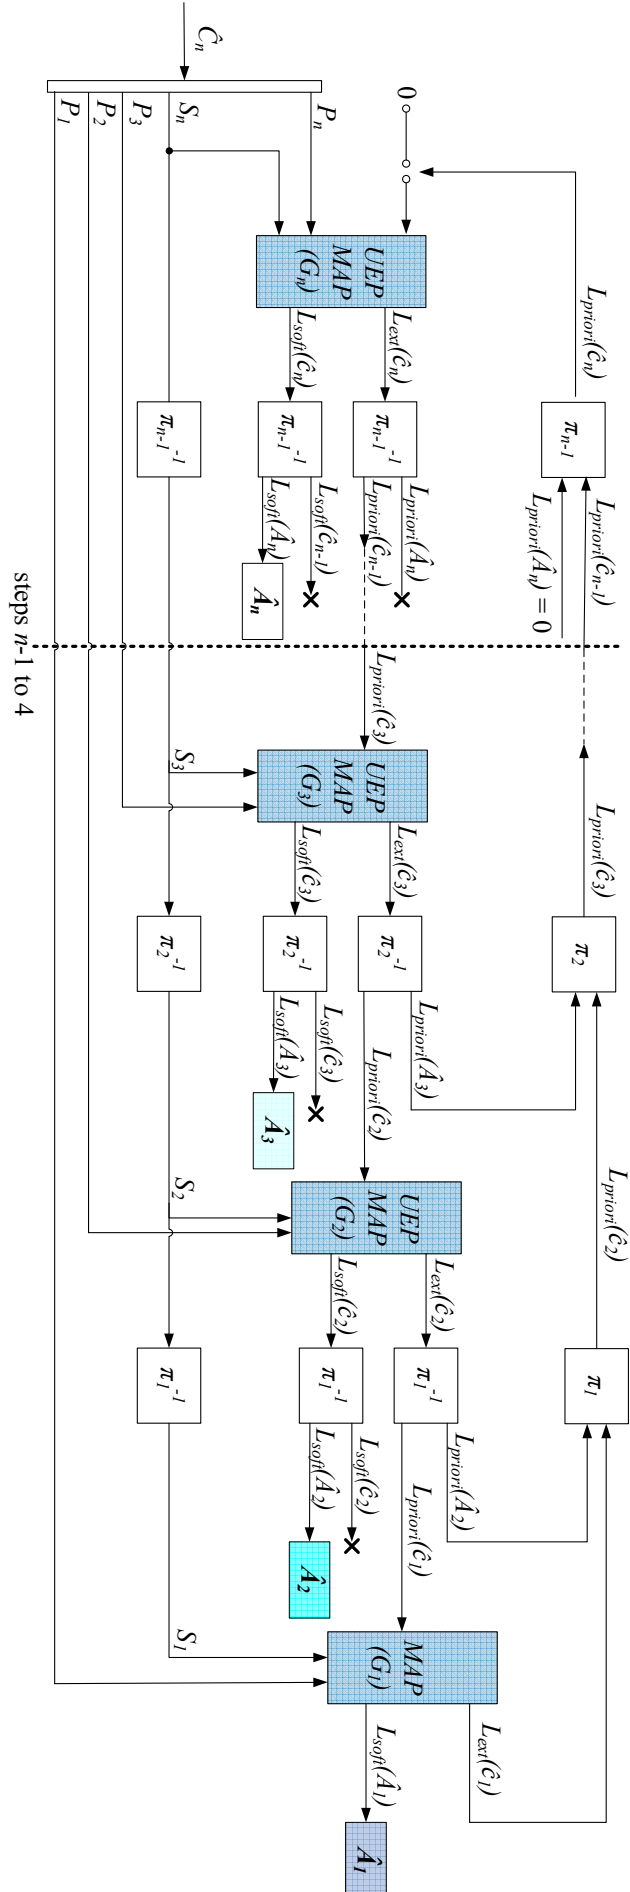 Ĉn
Pn
Sn
P3
P2
P1
0
UEP
MAP
(Gn)
Lext(ĉn)
Lsoft(ĉn)
πn-1^-1
πn-1^-1
πn-1^-1
Lpriori(Ân)
Lpriori(ĉn-1)
Lsoft(ĉn-1)
Lsoft(Ân)
Ân
Lpriori(ĉn)
πn-1
Lpriori(ĉn-1)
Lpriori(Ân) = 0
steps n-1 to 4
Lpriori(ĉ3)
S3
UEP
MAP
(G3)
Lext(ĉ3)
Lsoft(ĉ3)
π2^-1
π2^-1
π2^-1
Lpriori(Â3)
Lpriori(ĉ2)
Lsoft(ĉ3)
Lsoft(Â3)
Â3
Lpriori(ĉ3)
π2
S2
UEP
MAP
(G2)
Lext(ĉ2)
Lsoft(ĉ2)
π1^-1
π1^-1
π1^-1
Lpriori(Â2)
Lpriori(ĉ1)
Lsoft(ĉ2)
Lsoft(Â2)
Â2
Lpriori(ĉ2)
π1
S1
MAP
(G1)
Lext(ĉ1)
Lsoft(Â1)
Â1